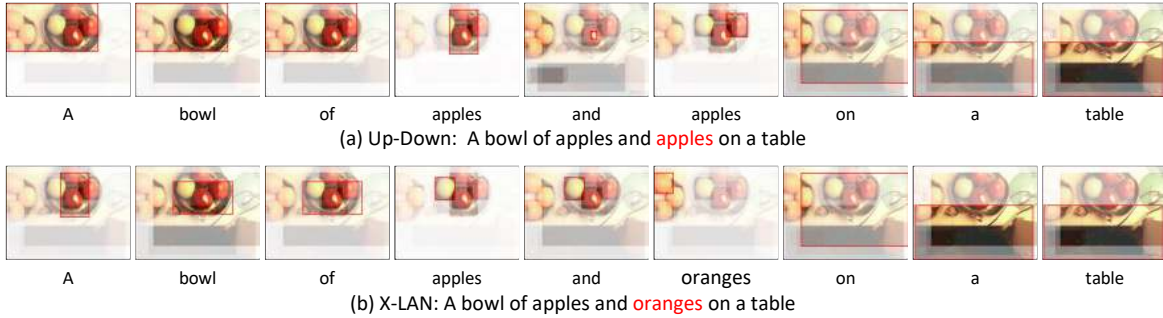 A bowl of apples and apples on a table
(a) Up-Down: A bowl of apples and apples on a table
A bowl of apples and oranges on a table
(b) X-LAN: A bowl of apples and oranges on a table